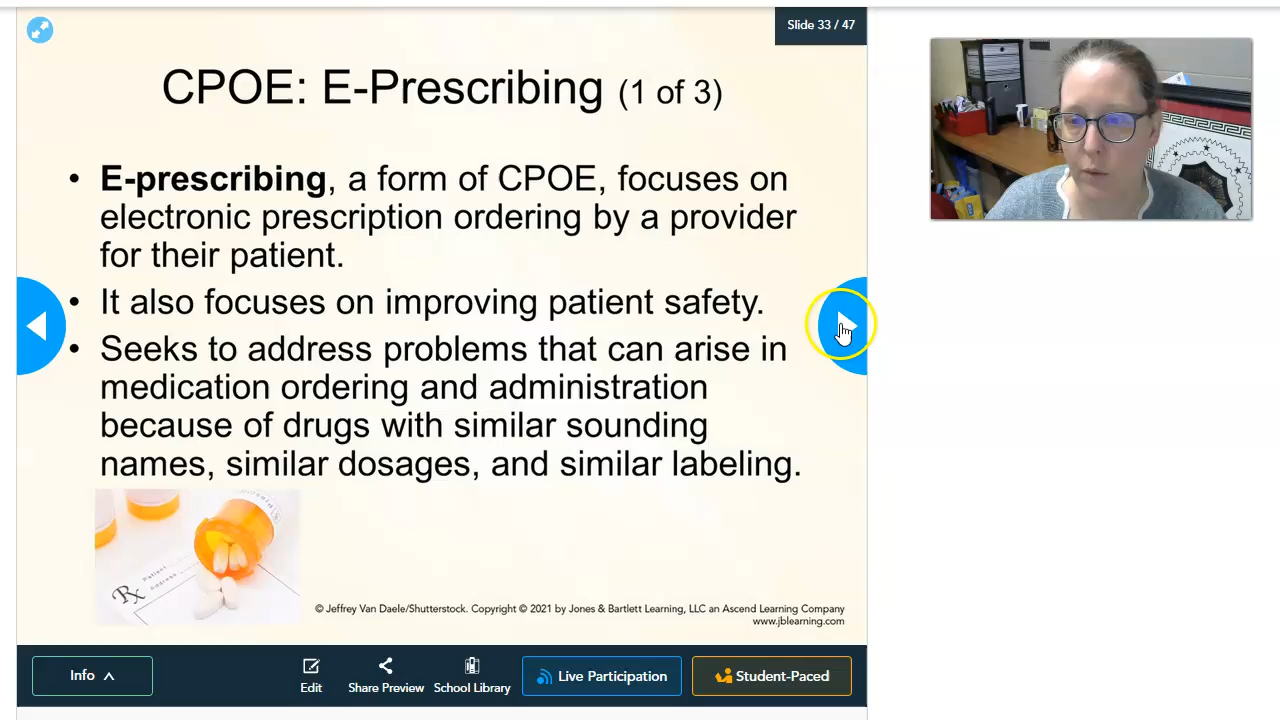 Slide 33 / 47
CPOE: E-Prescribing (1 of 3)
• E-prescribing, a form of CPOE, focuses on
electronic prescription ordering by a provider
for their patient.
• It also focuses on improving patient safety.
• Seeks to address problems that can arise in
medication ordering and administration
because of drugs with similar sounding
names, similar dosages, and similar labeling.
Rx
© Jeffrey Van Daele/Shutterstock. Copyright © 2021 by Jones & Bartlett Learning, LLC an Ascend Learning Company
www.jblearning.com
Info
Edit
Share Preview
School Library
Live Participation
Student-Paced